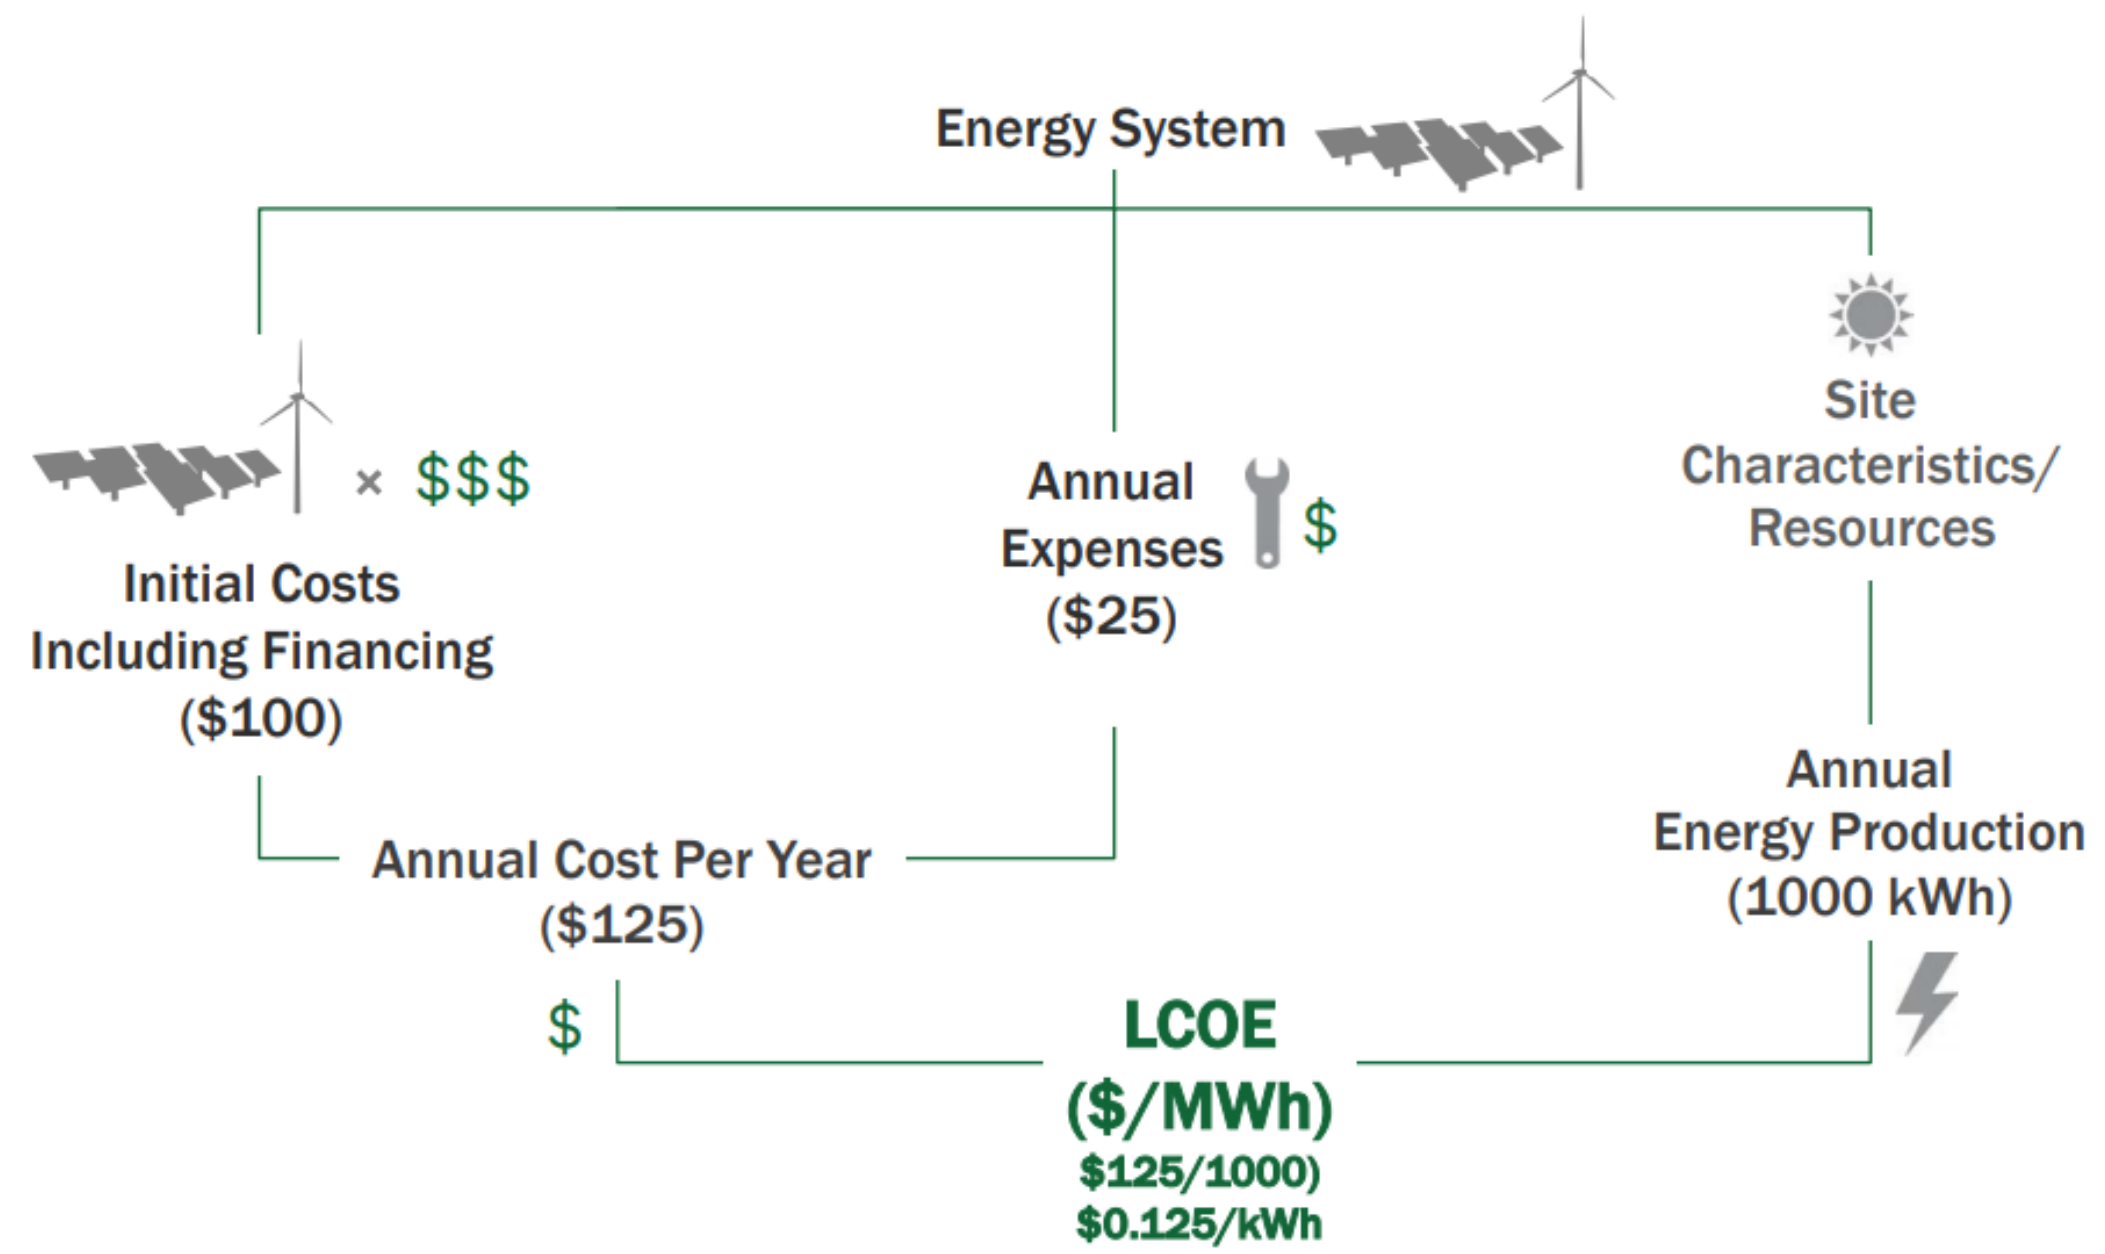 Energy System
× $$$
Initial Costs
Including Financing
($100)
Annual
Expenses
($25)
$
Site
Characteristics/
Resources
Annual Cost Per Year
($125)
$
Annual
Energy Production
(1000 kWh)
LCOE
($/MWh)
$125/1000)
$0.125/kWh